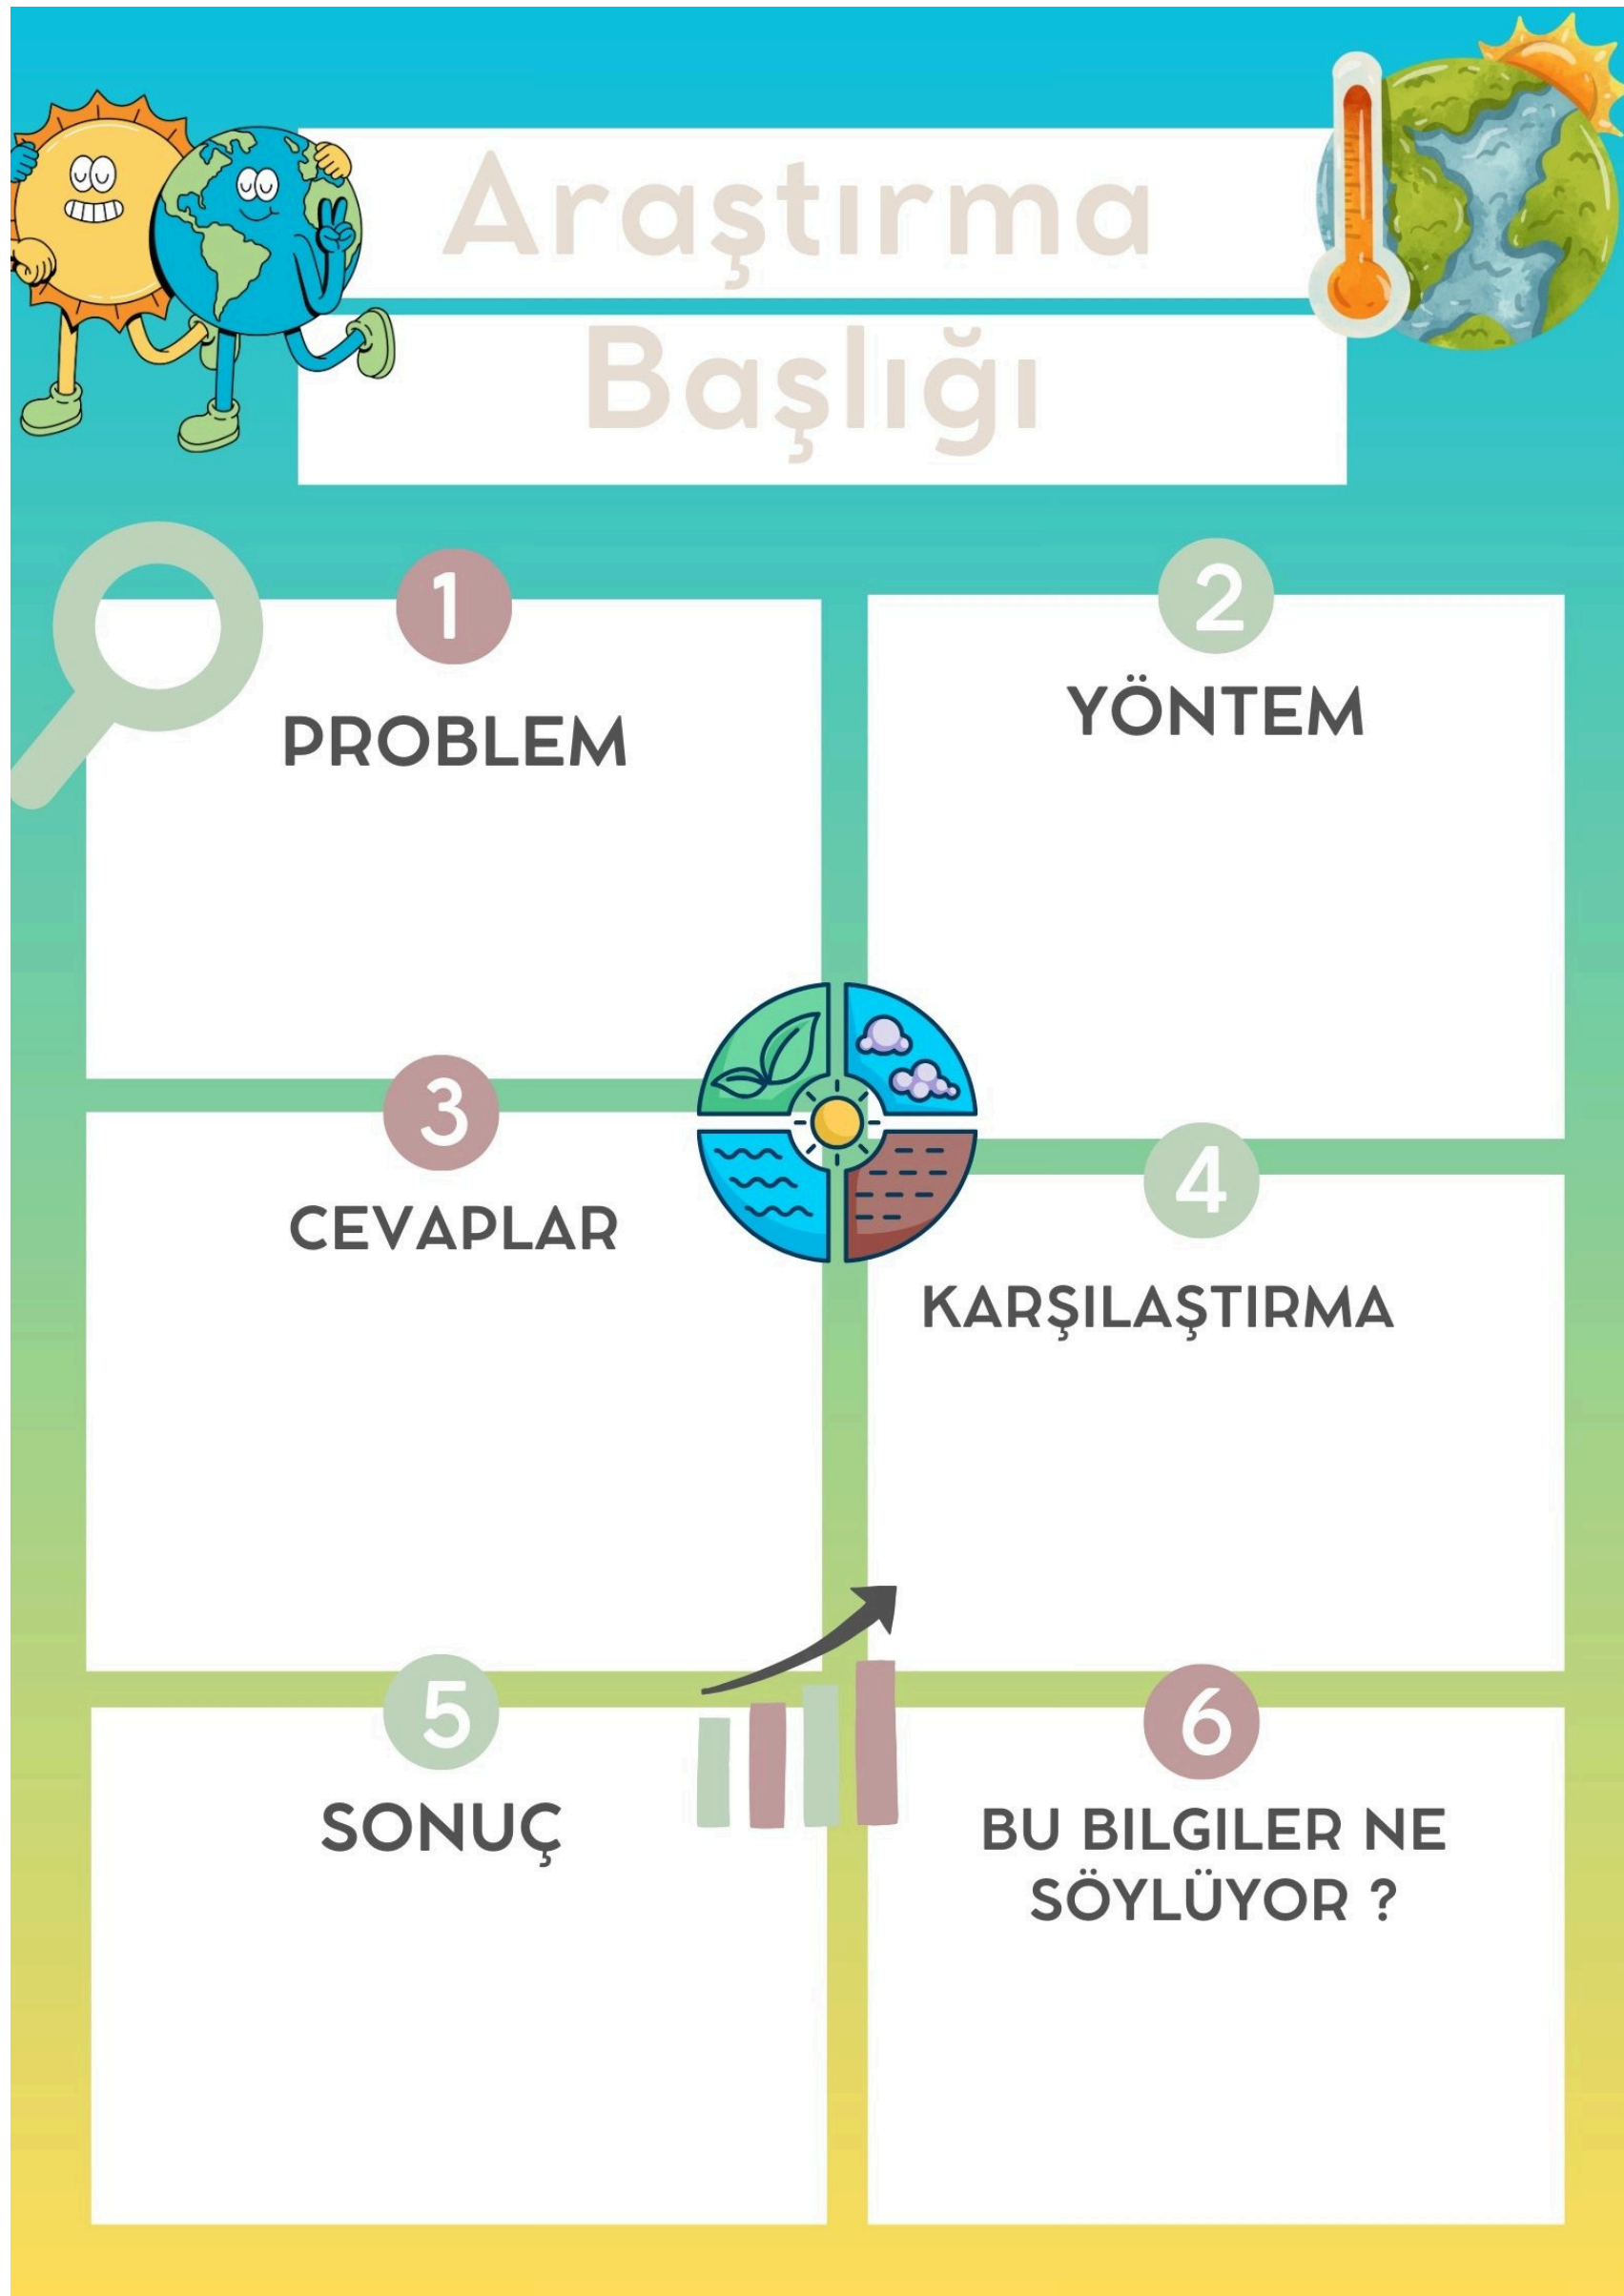 Araştırma
Başlığı
1
PROBLEM
2
YÖNTEM
3
CEVAPLAR
4
KARŞILAŞTIRMA
5
SONUÇ
6
BU BILGILER NE
SÖYLÜYOR ?